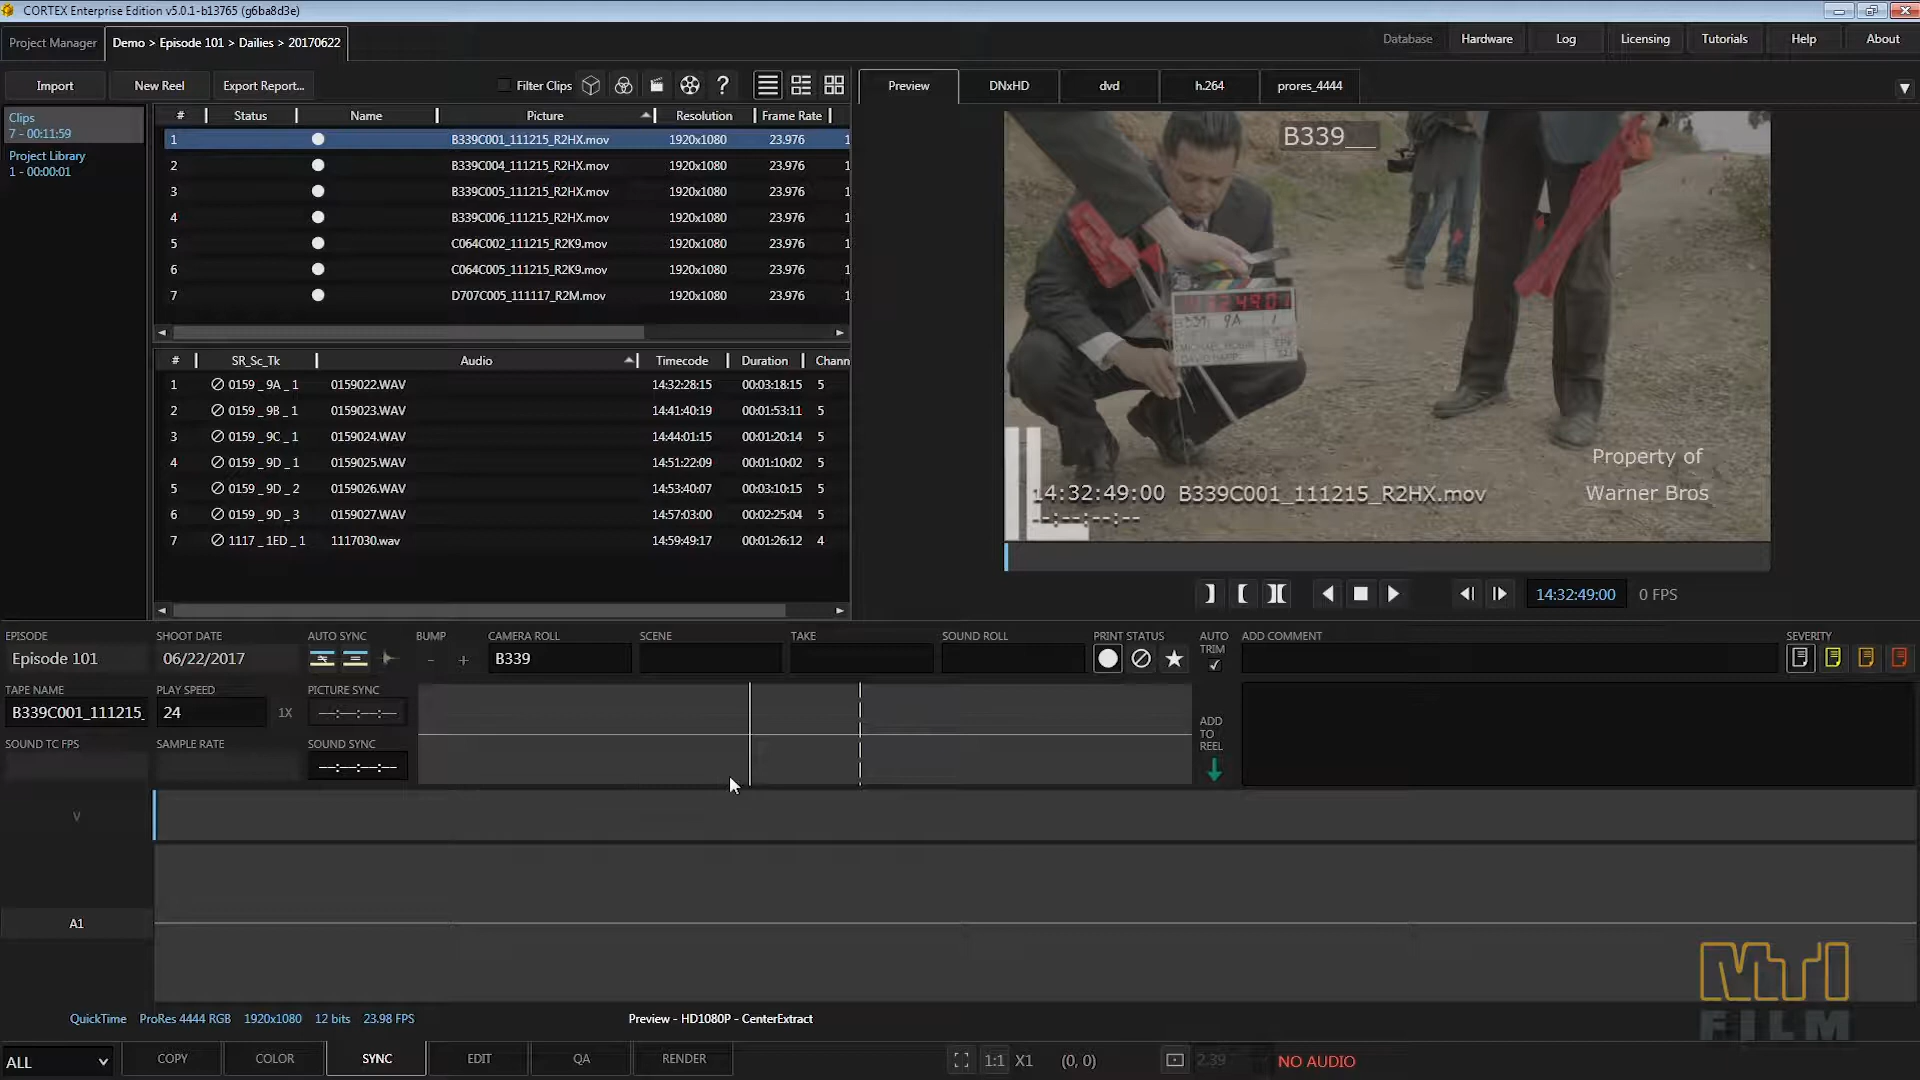 CORTEX Enterprise Edition v5.0.1-b13765 (g6ba8d3e)
Project Manager
Demo > Episode 101 > Dailies > 20170622
Database
Hardware
Log
Licensing
Tutorials
Help
About
Import
New Reel
Export Report...
Filter Clips
?
Preview
DNxHD
dvd
h.264
prores_4444
Clips
7 - 00:11:59
Project Library
1 - 00:00:01
# Status Name Picture Resolution Frame Rate
1 B339C001_111215_R2HX.mov 1920x1080 23.976 1
2 B339C004_111215_R2HX.mov 1920x1080 23.976 1
3 B339C005_111215_R2HX.mov 1920x1080 23.976 1
4 B339C006_111215_R2HX.mov 1920x1080 23.976 1
5 C064C002_111215_R2K9.mov 1920x1080 23.976 1
6 C064C005_111215_R2K9.mov 1920x1080 23.976 1
7 D707C005_111117_R2M.mov 1920x1080 23.976 1
# SR_Sc_Tk Audio Timecode Duration Chann
1 0159 _ 9A _ 1 0159022.WAV 14:32:28:15 00:03:18:15 5
2 0159 _ 9B _ 1 0159023.WAV 14:41:40:19 00:01:53:11 5
3 0159 _ 9C _ 1 0159024.WAV 14:44:01:15 00:01:20:14 5
4 0159 _ 9D _ 1 0159025.WAV 14:51:22:09 00:01:10:02 5
5 0159 _ 9D _ 2 0159026.WAV 14:53:40:07 00:03:10:15 5
6 0159 _ 9D _ 3 0159027.WAV 14:57:03:00 00:02:25:04 5
7 1117 _ 1ED _ 1 1117030.wav 14:59:49:17 00:01:26:12 4
B339__
9A 1
Property of
Warner Bros
14:32:49:00 B339C001_111215_R2HX.mov
--:--:--:--
14:32:49:00
0 FPS
EPISODE
Episode 101
SHOOT DATE
06/22/2017
AUTO SYNC
BUMP
- +
CAMERA ROLL
B339
SCENE
TAKE
SOUND ROLL
PRINT STATUS
AUTO
TRIM
ADD COMMENT
SEVERITY
TAPE NAME
B339C001_111215_
PLAY SPEED
24
1X
PICTURE SYNC
--:--:--:--
SOUND TC FPS
SAMPLE RATE
SOUND SYNC
--:--:--:--
ADD
TO
REEL
V
A1
MTI
FILM
QuickTime ProRes 4444 RGB 1920x1080 12 bits 23.98 FPS
Preview - HD1080P - CenterExtract
ALL
COPY
COLOR
SYNC
EDIT
QA
RENDER
1:1 X1 (0, 0)
2.39
NO AUDIO